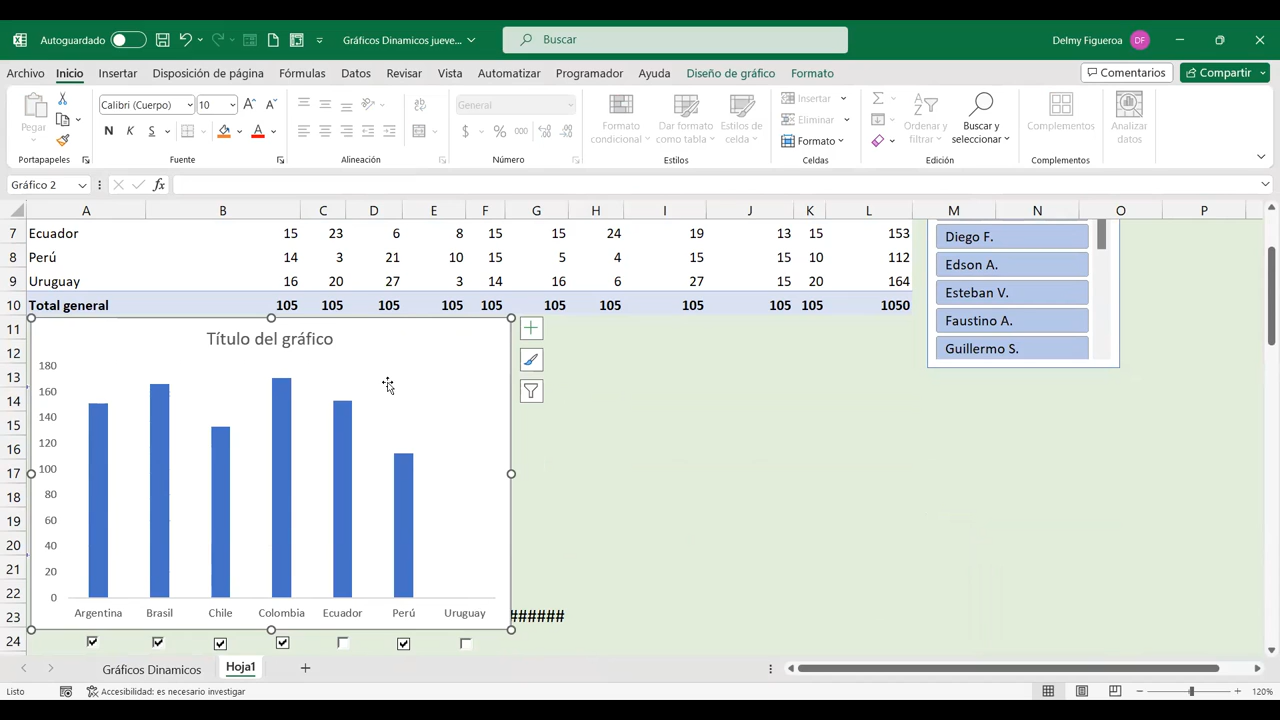 Autoguardado
Gráficos Dinamicos jueve...
Buscar
Delmy Figueroa DF
Archivo Inicio Insertar Disposición de página Fórmulas Datos Revisar Vista Automatizar Programador Ayuda Diseño de gráfico Formato Comentarios Compartir
Pegar
Calibri (Cuerpo) 10
N K S
General
$ % 000
Formato condicional
Dar formato como tabla
Estilos de celda
Insertar
Eliminar
Formato
Ordenar y filtrar
Buscar y seleccionar
Complementos
Analizar datos
Portapapeles Fuente Alineación Número Estilos Celdas Edición Complementos
Gráfico 2 fx
A B C D E F G H I J K L M N O P
7 Ecuador 15 23 6 8 15 15 24 19 13 15 153
8 Perú 14 3 21 10 15 5 4 15 15 10 112
9 Uruguay 16 20 27 3 14 16 6 27 15 20 164
10 Total general 105 105 105 105 105 105 105 105 105 105 1050
Diego F.
Edson A.
Esteban V.
Faustino A.
Guillermo S.
11
12
13
14
15
16
17
18
19
20
21
22
23
24
Título del gráfico
180
160
140
120
100
80
60
40
20
0
Argentina Brasil Chile Colombia Ecuador Perú Uruguay
######
Gráficos Dinamicos Hoja1
Listo Accesibilidad: es necesario investigar 120%